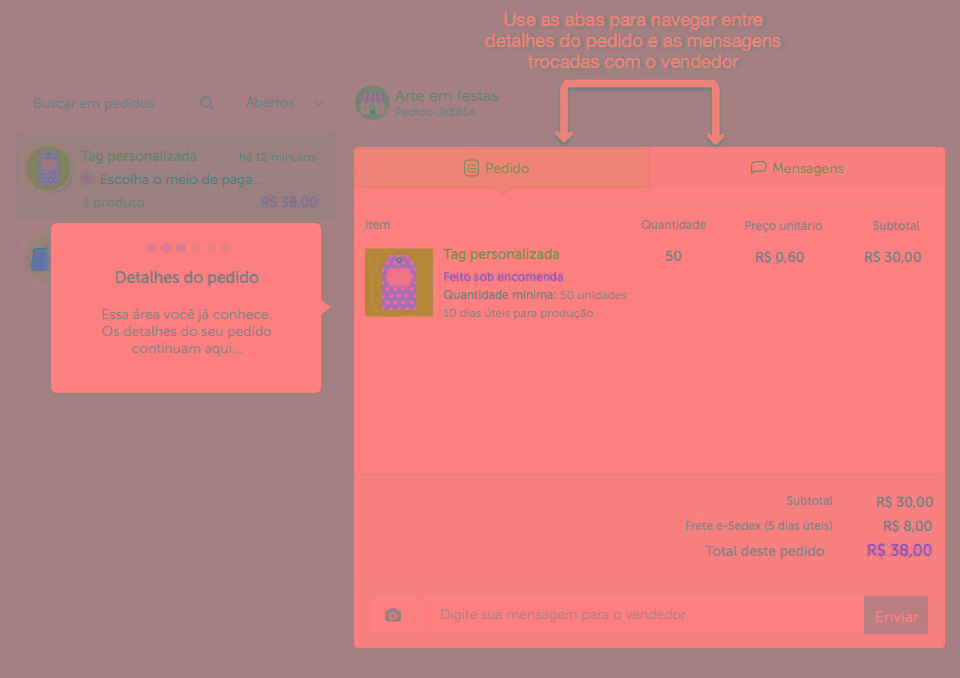 Use as abas para navegar entre
detalhes do pedido e as mensagens
trocadas com o vendedor
Buscar em pedidos
Abertos
Arte em festas
Pedido JK18SA
Tag personalizada
há 12 minutos
Escolha o meio de paga...
1 produto
R$ 38,00
Pedido
Mensagens
Detalhes do pedido
Essa área você já conhece.
Os detalhes do seu pedido
continuam aqui...
Item Quantidade Preço unitário Subtotal
Tag personalizada 50 R$ 0,60 R$ 30,00
Feito sob encomenda
Quantidade mínima: 50 unidades
10 dias úteis para produção
Subtotal R$ 30,00
Frete e-Sedex (5 dias úteis) R$ 8,00
Total deste pedido R$ 38,00
Digite sua mensagem para o vendedor
Enviar